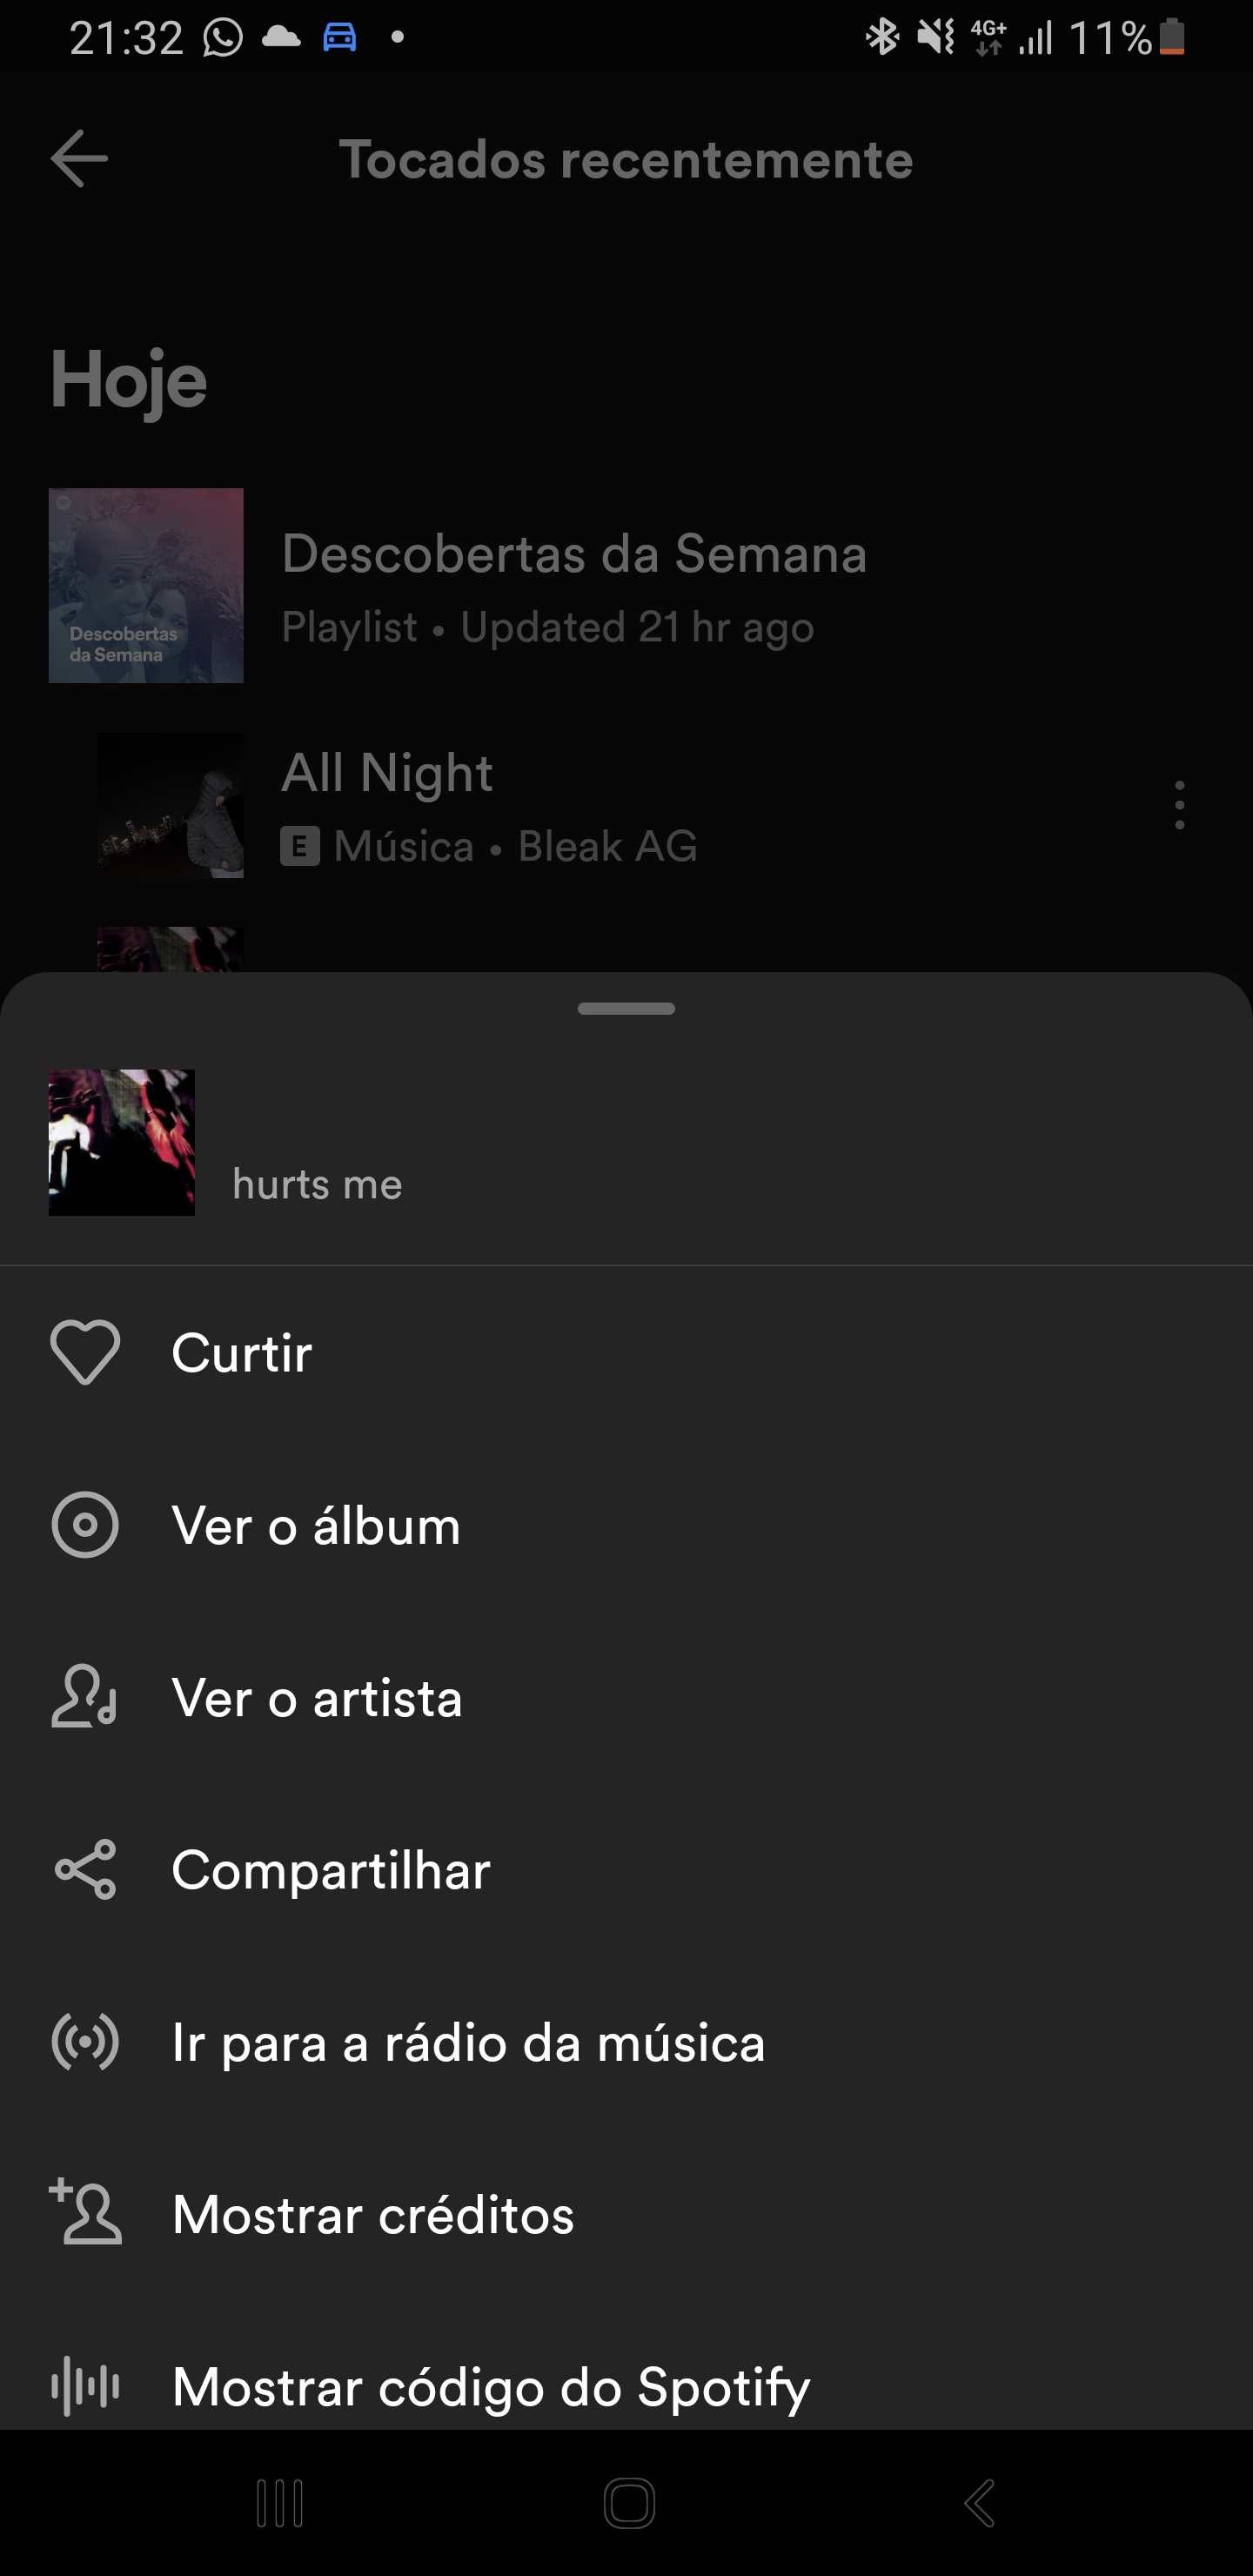 21:32
4G+
11%
Tocados recentemente
Hoje
Descobertas
da Semana
Descobertas da Semana
Playlist • Updated 21 hr ago
All Night
E Música • Bleak AG
hurts me
Curtir
Ver o álbum
Ver o artista
Compartilhar
Ir para a rádio da música
Mostrar créditos
Mostrar código do Spotify